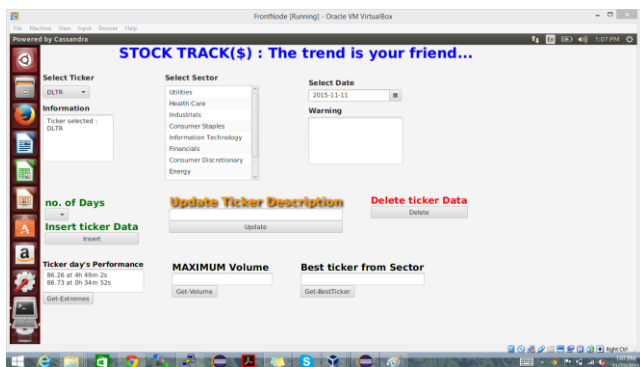 FrontNode [Running] - Oracle VM VirtualBox
File Machine View Input Devices Help
Powered by Cassandra
En
1:07 PM
STOCK TRACK($) : The trend is your friend...
Select Ticker
DLTR
Information
Ticker selected :
DLTR
Select Sector
Utilities
Health Care
Industrials
Consumer Staples
Information Technology
Financials
Consumer Discretionary
Energy
Select Date
2015-11-11
Warning
no. of Days
Insert ticker Data
Insert
Update Ticker Description
Update
Delete ticker Data
Delete
Ticker day's Performance
86.26 at 4h 49m 2s
86.73 at 0h 34m 52s
Get-Extremes
MAXIMUM Volume
Get-Volume
Best ticker from Sector
Get-BestTicker
Right Ctrl
1:07 PM